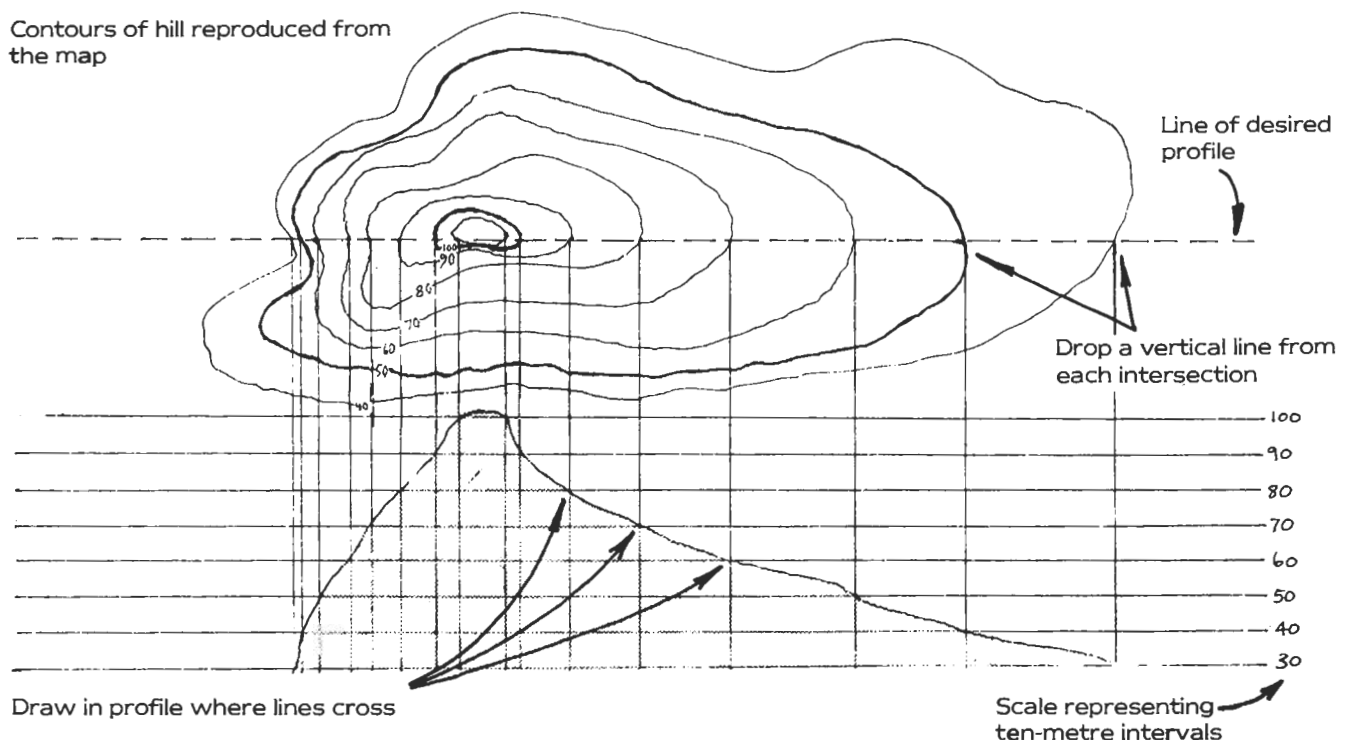 Contours of hill reproduced from
the map
Line of desired
profile
100
90
80
70
60
50
40
Drop a vertical line from
each intersection
100
90
80
70
60
50
40
30
Draw in profile where lines cross
Scale representing
ten-metre intervals